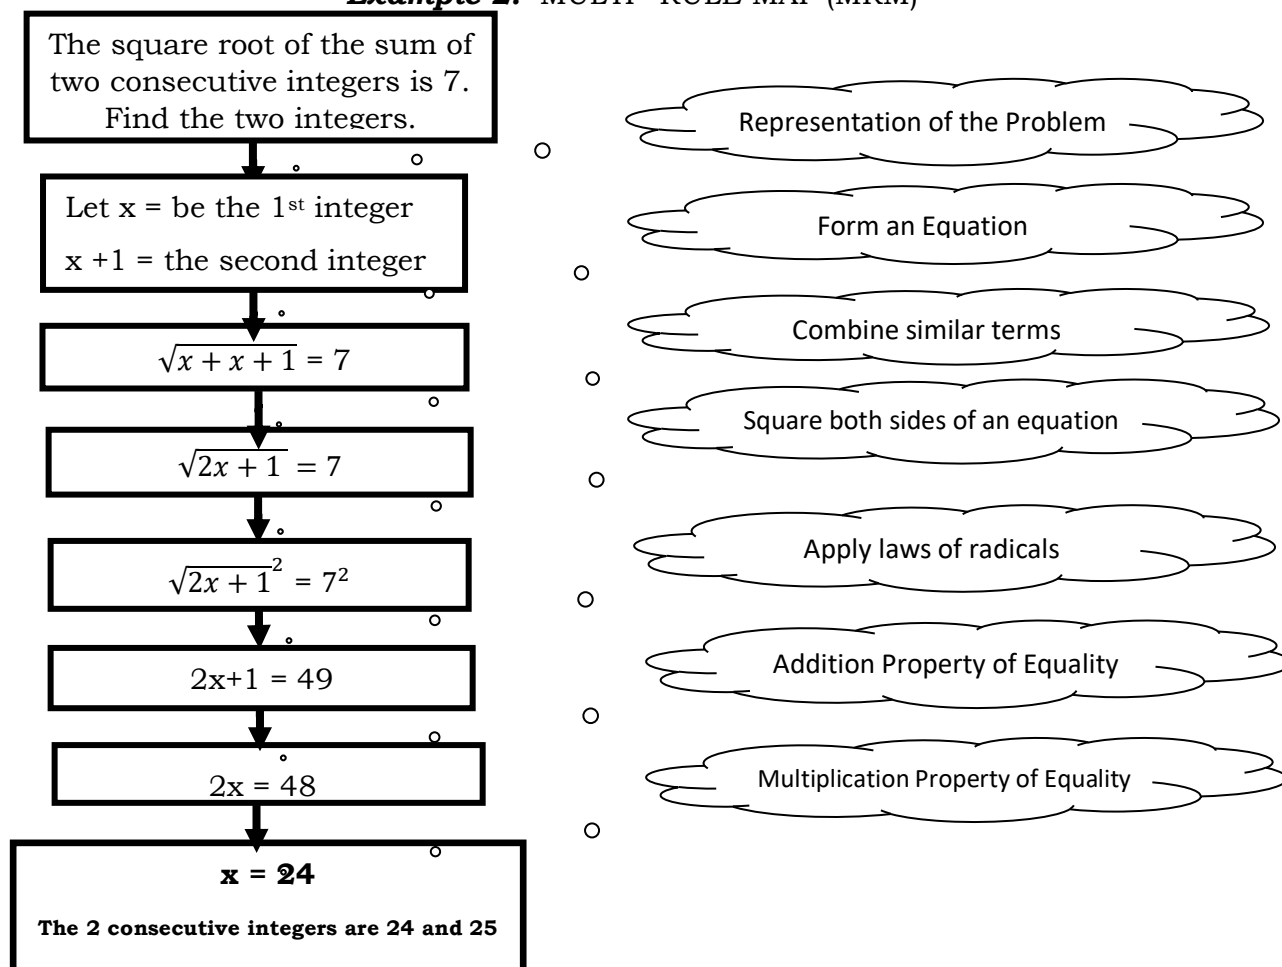 Example 2: MULTI- RULE MAP (MRM)
The square root of the sum of
two consecutive integers is 7.
Find the two integers.
Representation of the Problem
Let x = be the 1st integer
x +1 = the second integer
Form an Equation
√x + x + 1 = 7
Combine similar terms
√2x + 1 = 7
Square both sides of an equation
√2x + 1² = 7²
Apply laws of radicals
2x+1 = 49
Addition Property of Equality
2x = 48
Multiplication Property of Equality
x = 24
The 2 consecutive integers are 24 and 25